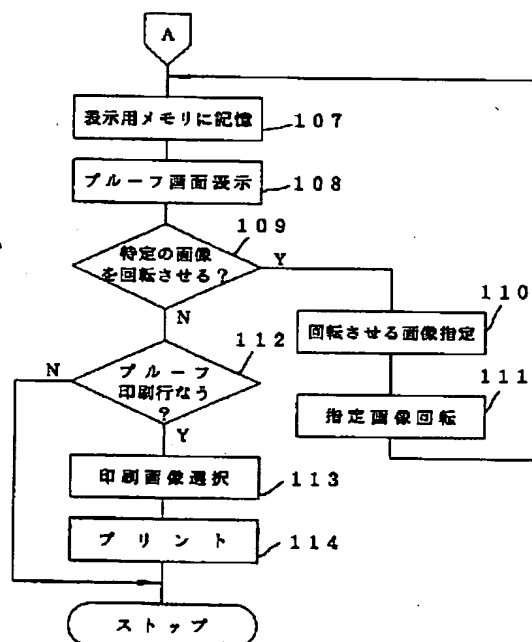 A
表示用メモリに記憶
107
プルーフ画面表示
108
109
特定の画像
を回転させる?
Y
N
110
回転させる画像指定
111
指定画像回転
112
N
プルーフ
印刷行なう
?
Y
印刷画像選択
113
プリント
114
ストップ